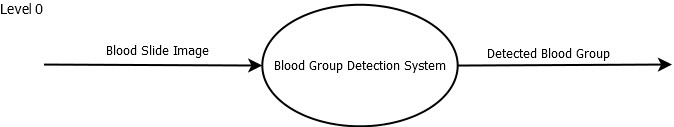 Level 0
Blood Slide Image
Blood Group Detection System
Detected Blood Group